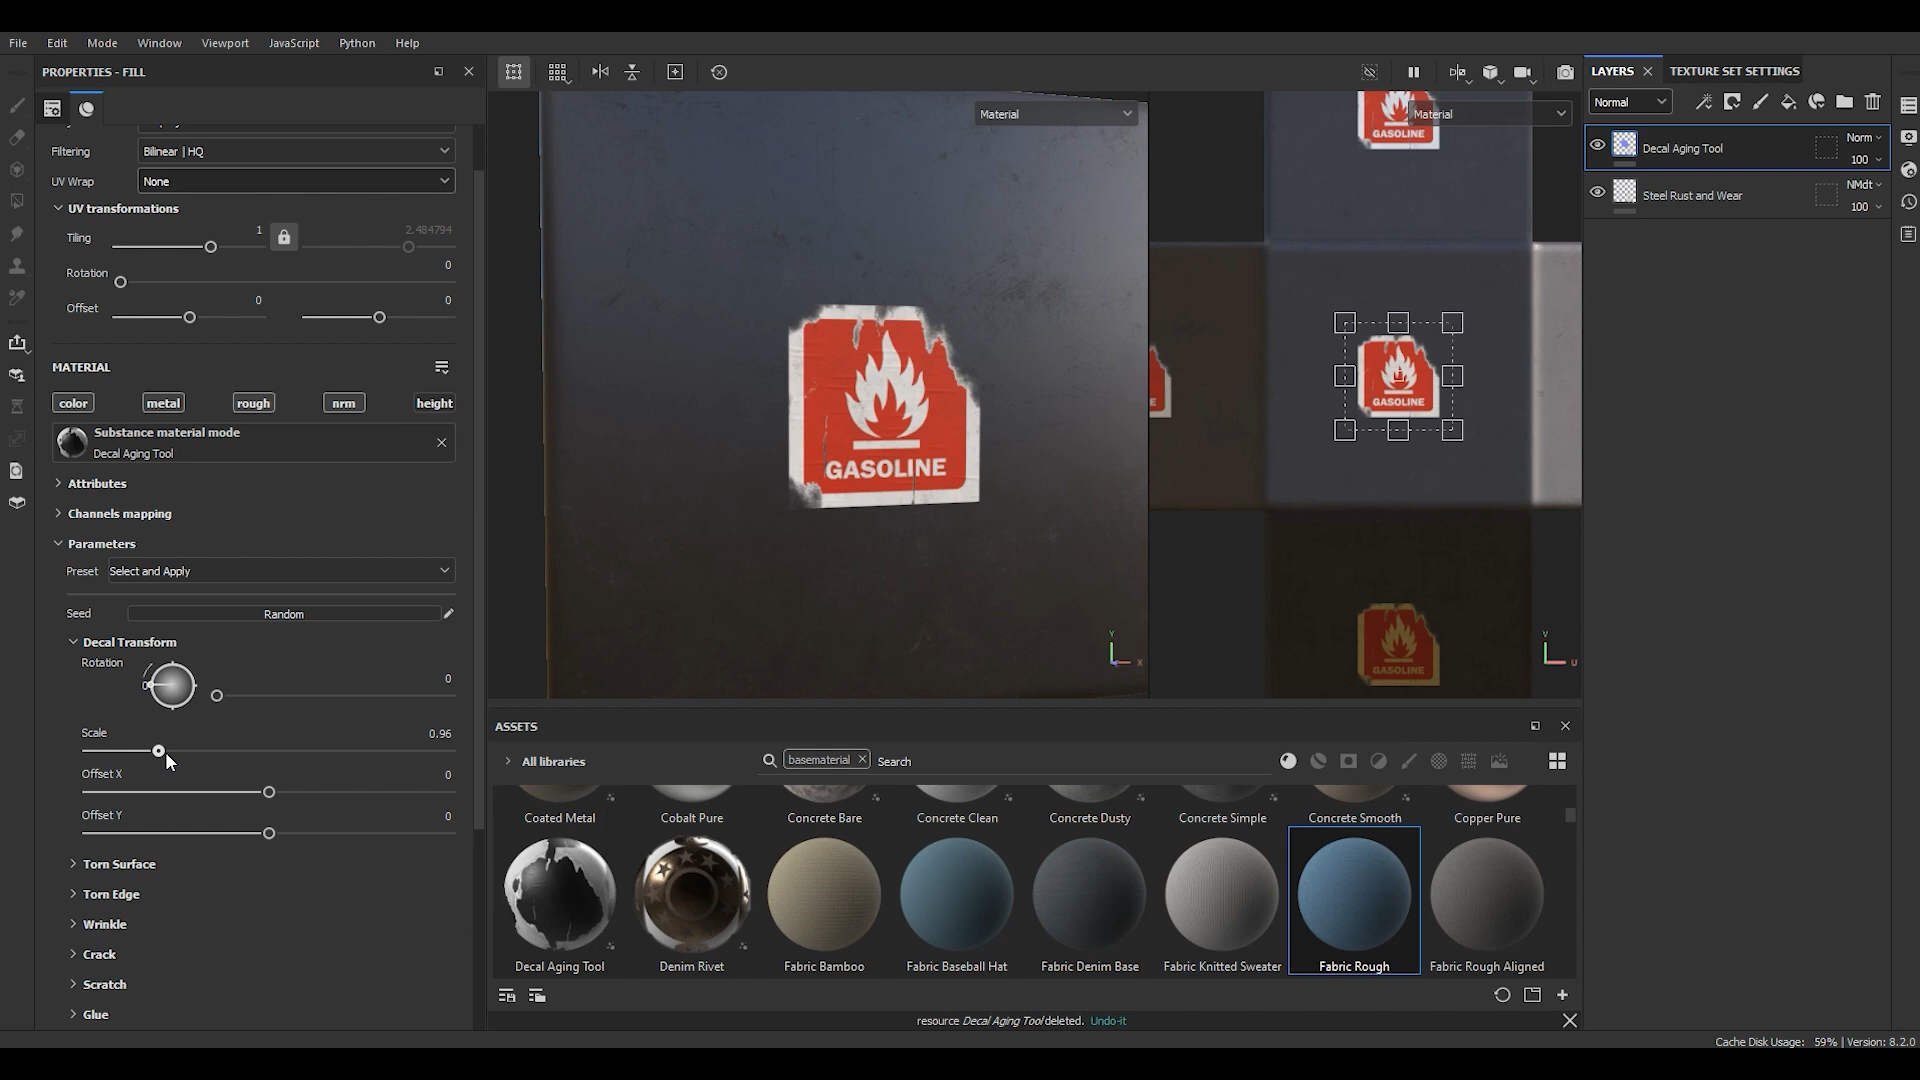 File Edit Mode Window Viewport JavaScript Python Help
PROPERTIES - FILL
Filtering Bilinear | HQ
UV Wrap None
UV transformations
Tiling 1 2.484794
Rotation 0
Offset 0 0
MATERIAL
color metal rough nrm height
Substance material mode
Decal Aging Tool
Attributes
Channels mapping
Parameters
Preset Select and Apply
Seed Random
Decal Transform
Rotation
0 0
Scale 0.96
Offset X 0
Offset Y 0
Torn Surface
Torn Edge
Wrinkle
Crack
Scratch
Glue
Material
Material
GASOLINE
GASOLINE
E
GASOLINE
GASOLINE
Y
X
V
U
LAYERS TEXTURE SET SETTINGS
Normal
Decal Aging Tool Norm
100
Steel Rust and Wear NMdt
100
ASSETS
All libraries basematerial Search
Coated Metal Cobalt Pure Concrete Bare Concrete Clean Concrete Dusty Concrete Simple Concrete Smooth Copper Pure
Decal Aging Tool Denim Rivet Fabric Bamboo Fabric Baseball Hat Fabric Denim Base Fabric Knitted Sweater Fabric Rough Fabric Rough Aligned
resource Decal Aging Tool deleted. Undo-it
Cache Disk Usage: 59% | Version: 8.2.0